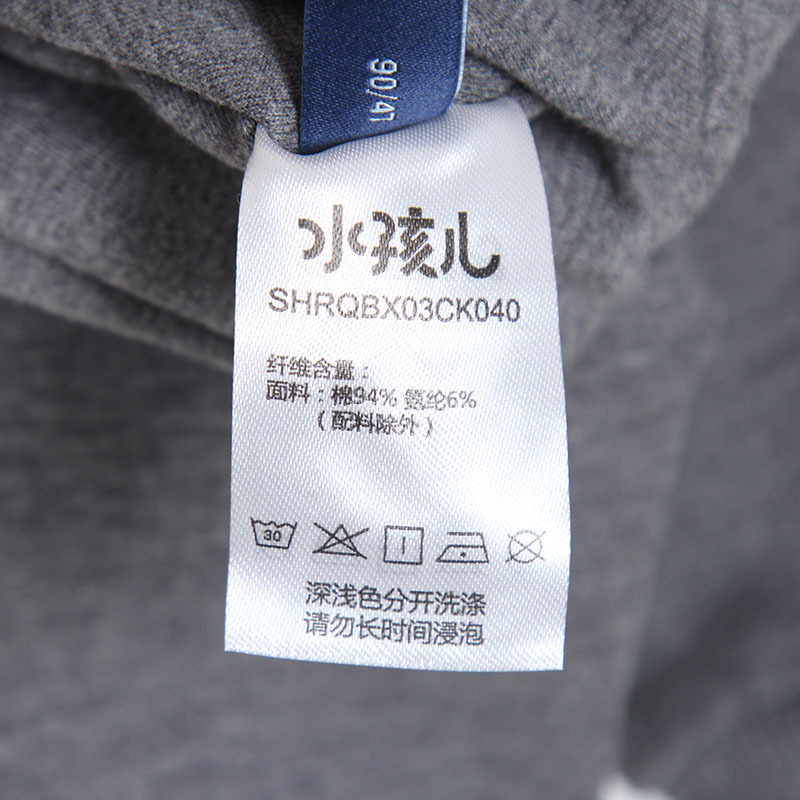 90/47
水孩儿
SHRQBX03CK040
纤维含量：
面料：棉94% 氨纶6%
（配料除外）
30
深浅色分开洗涤
请勿长时间浸泡